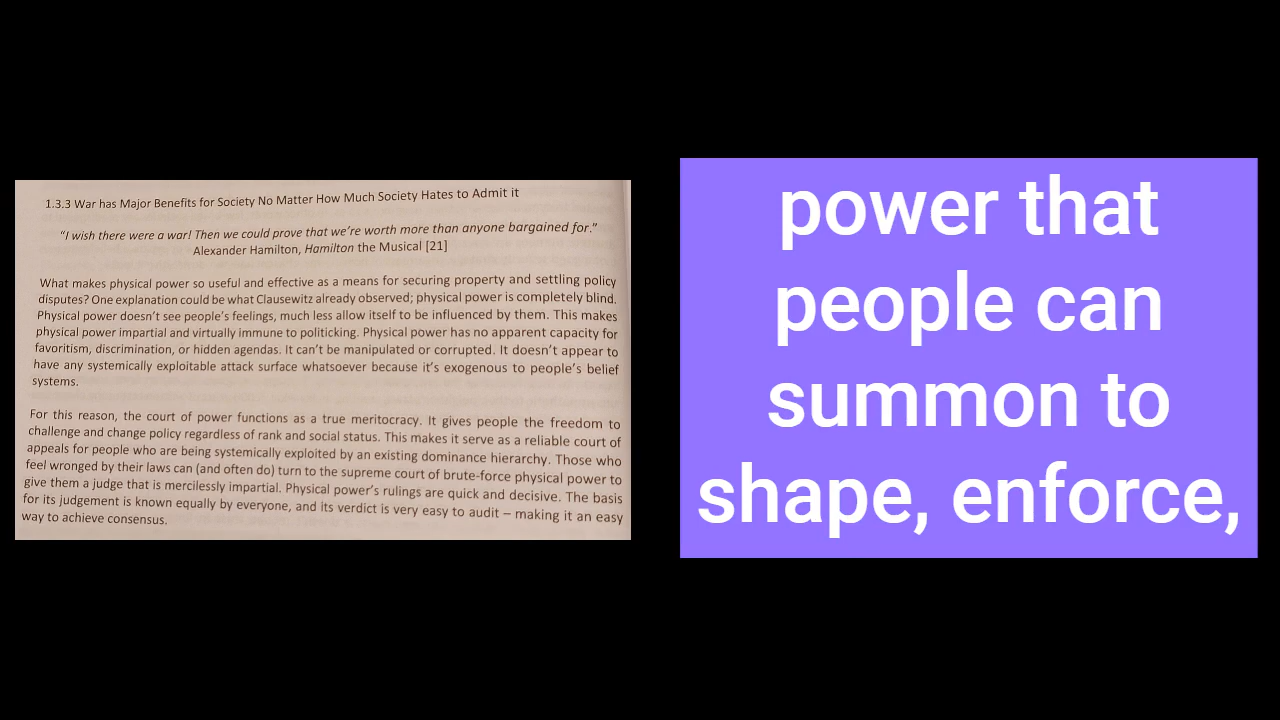 1.3.3 War has Major Benefits for Society No Matter How Much Society Hates to Admit it
“I wish there were a war! Then we could prove that we’re worth more than anyone bargained for.”
Alexander Hamilton, Hamilton the Musical [21]
What makes physical power so useful and effective as a means for securing property and settling policy
disputes? One explanation could be what Clausewitz already observed; physical power is completely blind.
Physical power doesn’t see people’s feelings, much less allow itself to be influenced by them. This makes
physical power impartial and virtually immune to politicking. Physical power has no apparent capacity for
favoritism, discrimination, or hidden agendas. It can’t be manipulated or corrupted. It doesn’t appear to
have any systemically exploitable attack surface whatsoever because it’s exogenous to people’s belief
systems.
For this reason, the court of power functions as a true meritocracy. It gives people the freedom to
challenge and change policy regardless of rank and social status. This makes it serve as a reliable court of
appeals for people who are being systemically exploited by an existing dominance hierarchy. Those who
feel wronged by their laws can (and often do) turn to the supreme court of brute-force physical power to
give them a judge that is mercilessly impartial. Physical power’s rulings are quick and decisive. The basis
for its judgement is known equally by everyone, and its verdict is very easy to audit – making it an easy
way to achieve consensus.
power that
people can
summon to
shape, enforce,